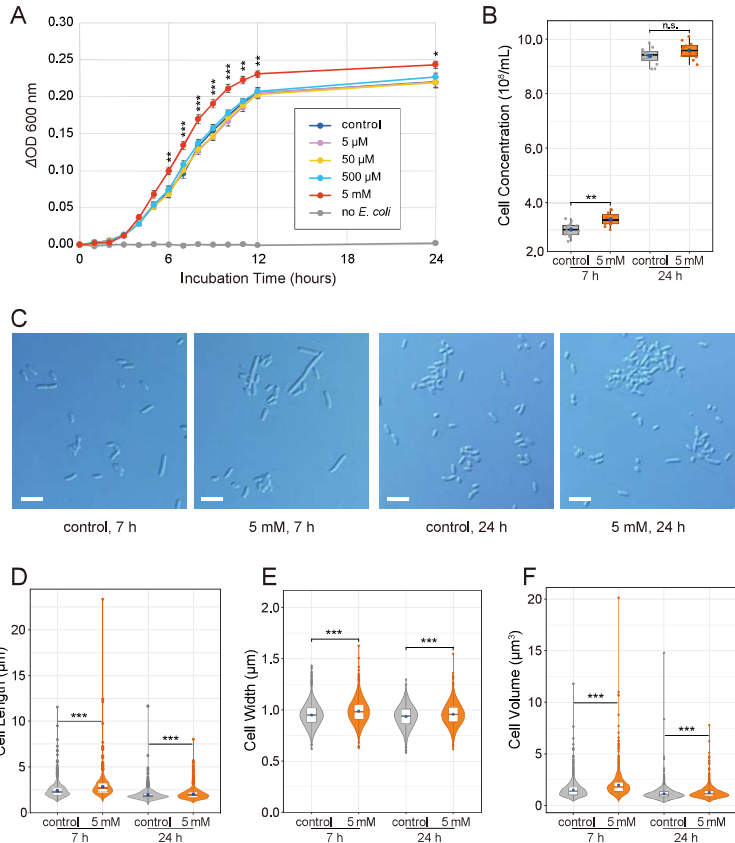 A
0.30
0.25
0.20
0.15
0.10
0.05
0.00
ΔOD 600 nm
**
***
***
***
***
**
**
*
control
5 µM
50 µM
500 µM
5 mM
no E. coli
0
6
12
18
24
Incubation Time (hours)
B
10.0
8.0
6.0
4.0
2.0
Cell Concentration (10⁸/mL)
n.s.
**
control 5 mM control 5 mM
7 h 24 h
C
control, 7 h
5 mM, 7 h
control, 24 h
5 mM, 24 h
D
20
15
10
5
0
Cell Length
(µm)
***
***
control 5 mM control 5 mM
7 h 24 h
E
2.0
1.5
1.0
0.5
0
Cell Width (µm)
***
***
control 5 mM control 5 mM
7 h 24 h
F
20
15
10
5
0
Cell Volume (µm³)
***
***
control 5 mM control 5 mM
7 h 24 h